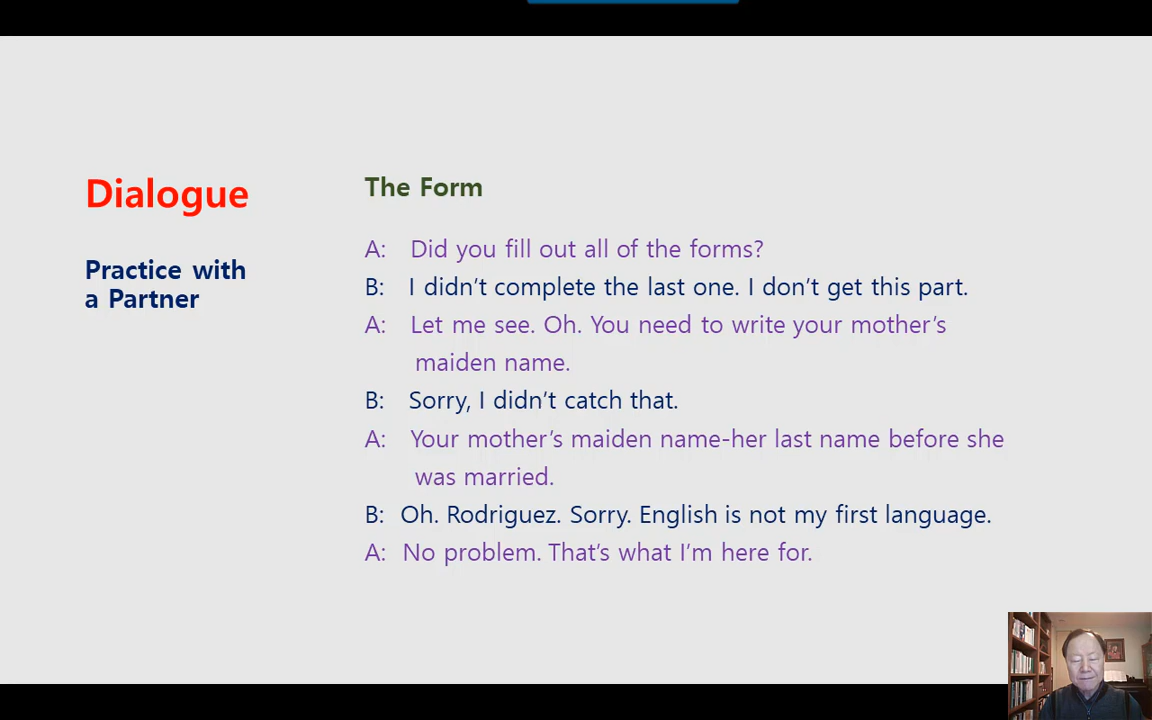 Dialogue
Practice with
a Partner
The Form
A: Did you fill out all of the forms?
B: I didn’t complete the last one. I don’t get this part.
A: Let me see. Oh. You need to write your mother’s
maiden name.
B: Sorry, I didn’t catch that.
A: Your mother’s maiden name-her last name before she
was married.
B: Oh. Rodriguez. Sorry. English is not my first language.
A: No problem. That’s what I’m here for.